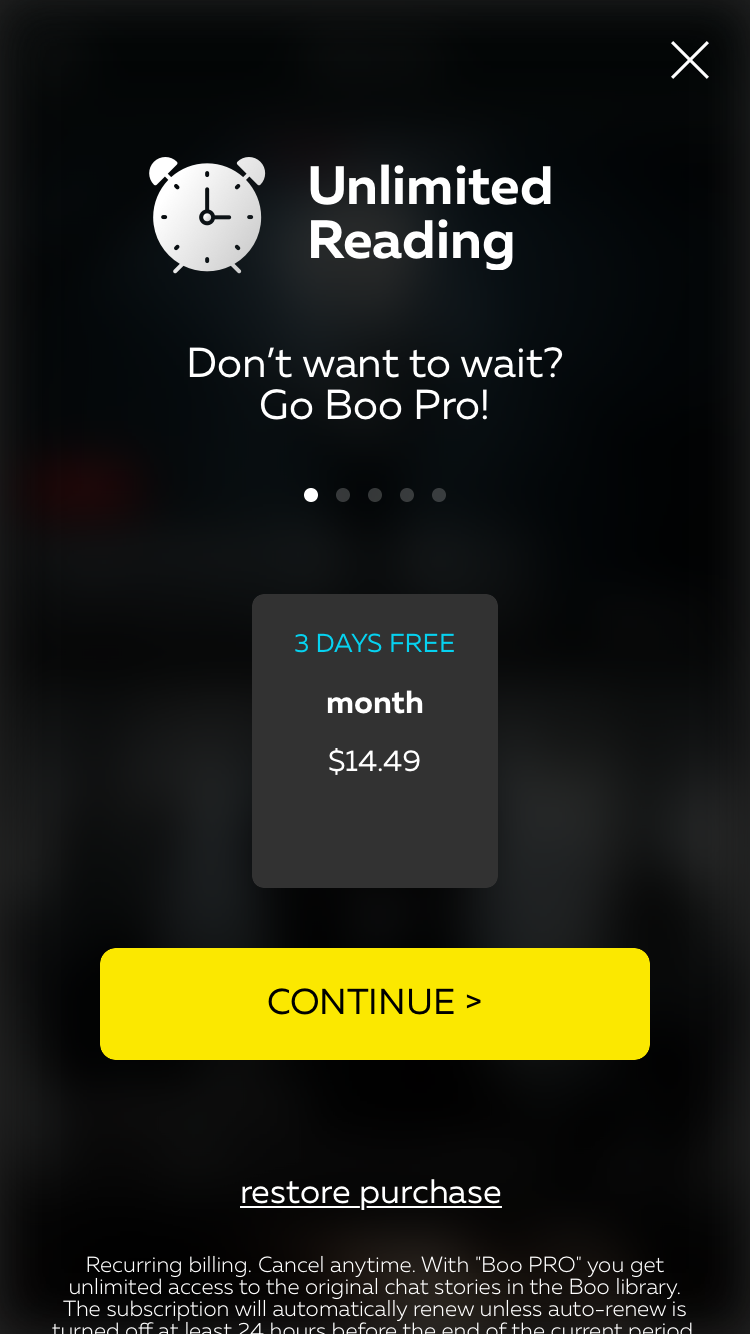 Unlimited
Reading
Don't want to wait?
Go Boo Pro!
3 DAYS FREE
month
$14.49
CONTINUE >
restore purchase
Recurring billing. Cancel anytime. With "Boo PRO" you get
unlimited access to the original chat stories in the Boo library.
The subscription will automatically renew unless auto-renew is
turned off at least 24 hours before the end of the current period.